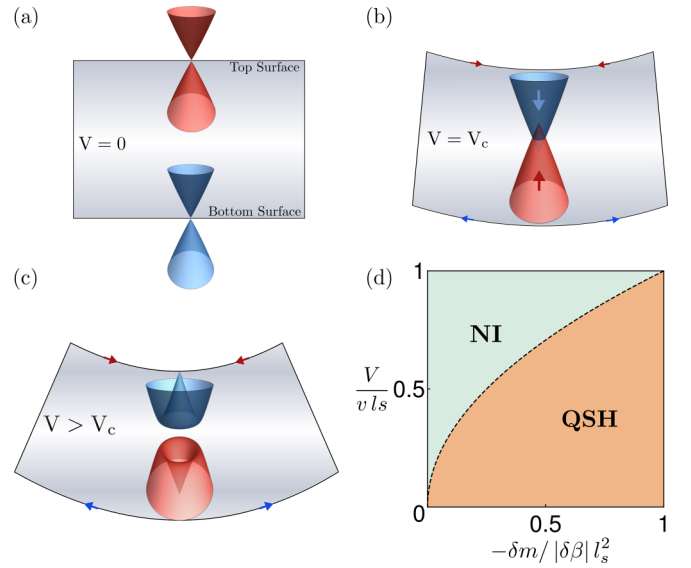 (a)
Top Surface
V = 0
Bottom Surface
(b)
V = V_c
(c)
V > V_c
(d)
1
NI
V
v ls
0.5
QSH
0
0
0.5
1
−δm/ |δβ| l_s^2